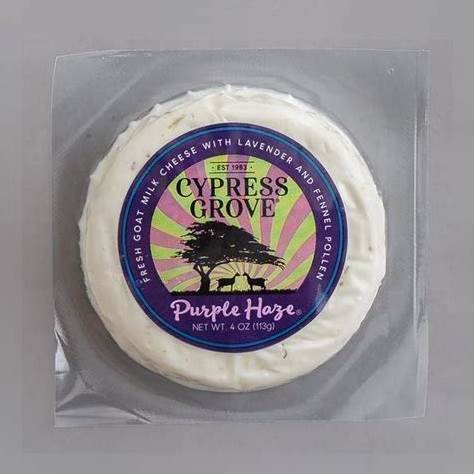 FRESH GOAT MILK CHEESE WITH LAVENDER AND FENNEL POLLEN
• EST 1983 •
CYPRESS
GROVE®
Purple Haze®
NET WT. 4 OZ (113g)